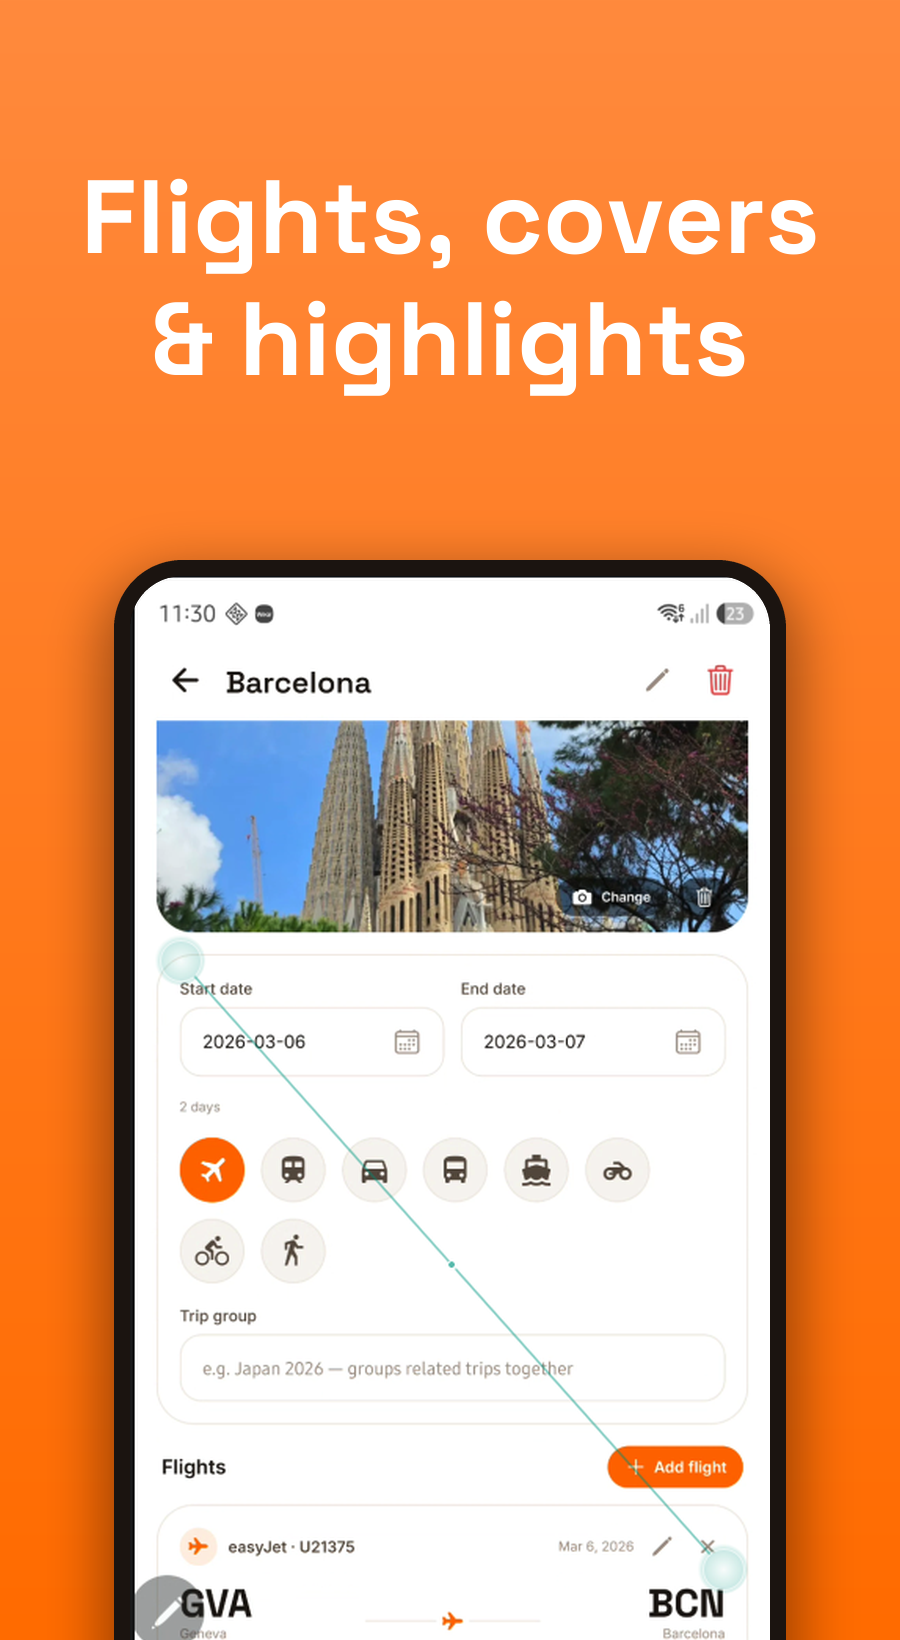 Flights, covers
& highlights
11:30
6
23
Barcelona
Change
Start date
End date
2026-03-06
2026-03-07
2 days
Trip group
e.g. Japan 2026 — groups related trips together
Flights
Add flight
easyJet · U21375
Mar 6, 2026
GVA
BCN
Geneva
Barcelona